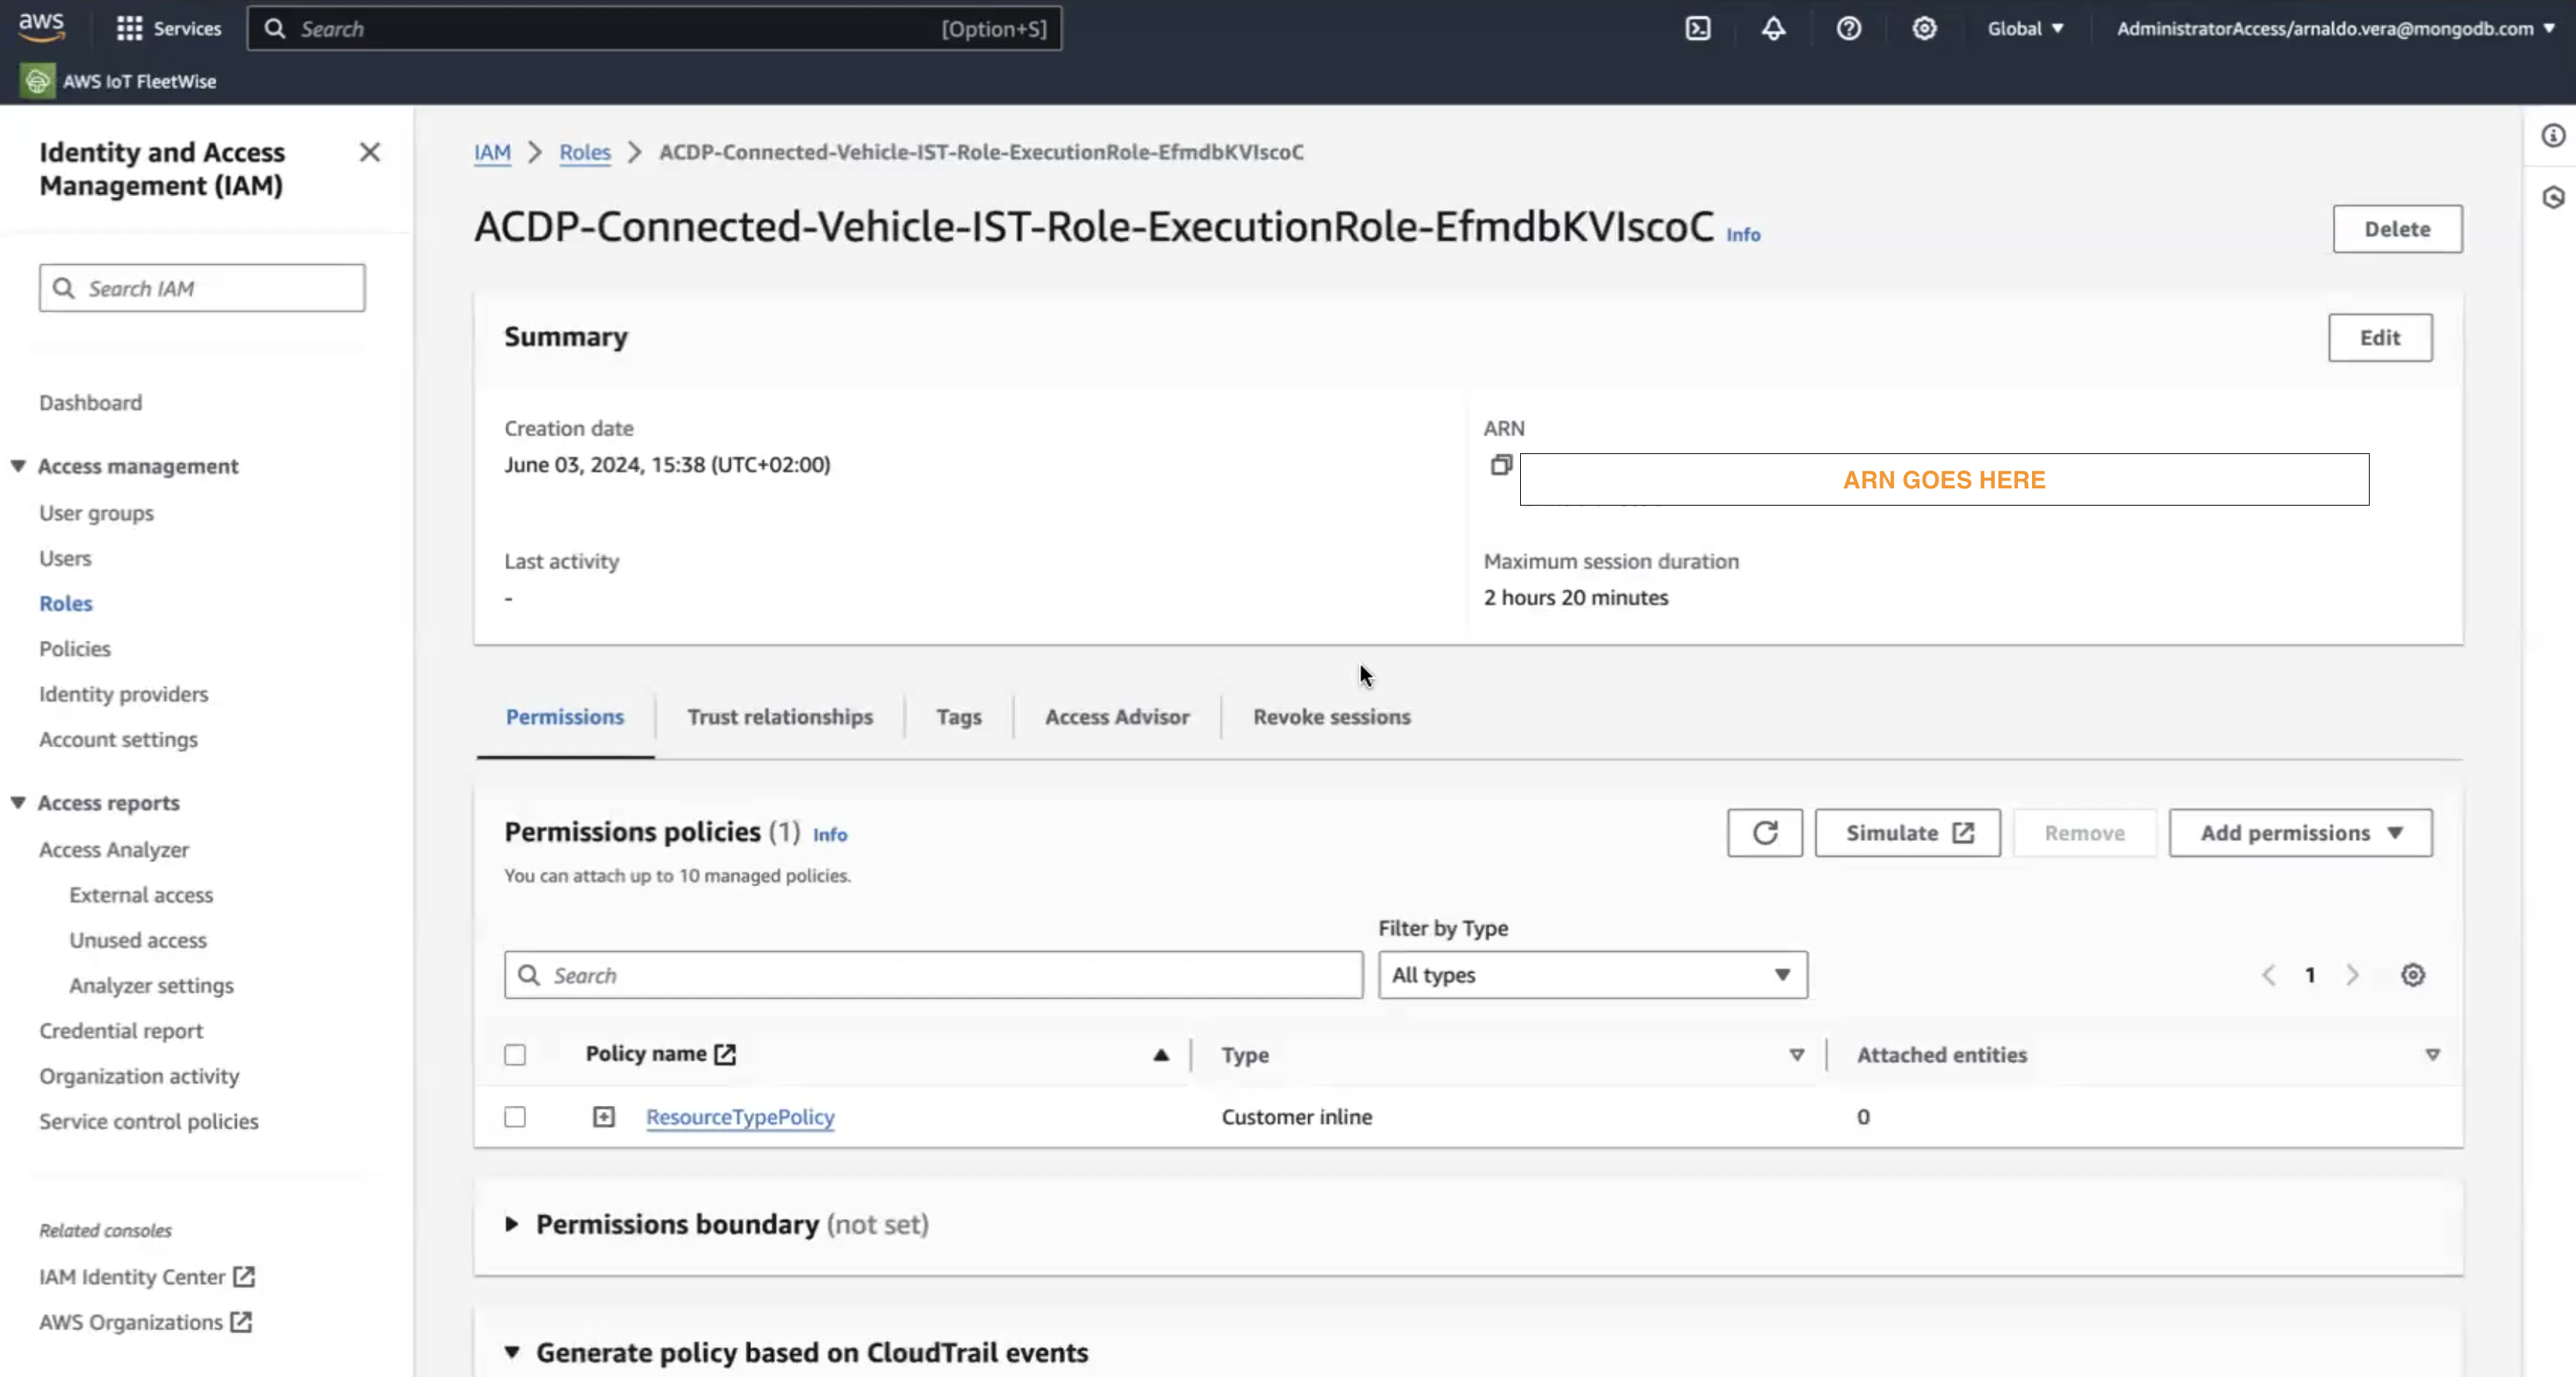 aws
Services
Search
[Option+S]
Global
AdministratorAccess/arnaldo.vera@mongodb.com
AWS IoT FleetWise
Identity and Access
Management (IAM)
Search IAM
Dashboard
Access management
User groups
Users
Roles
Policies
Identity providers
Account settings
Access reports
Access Analyzer
External access
Unused access
Analyzer settings
Credential report
Organization activity
Service control policies
Related consoles
IAM Identity Center
AWS Organizations
IAM > Roles > ACDP-Connected-Vehicle-IST-Role-ExecutionRole-EfmdbKVIscoC
ACDP-Connected-Vehicle-IST-Role-ExecutionRole-EfmdbKVIscoC Info
Delete
Summary
Edit
Creation date
June 03, 2024, 15:38 (UTC+02:00)
ARN
ARN GOES HERE
Last activity
-
Maximum session duration
2 hours 20 minutes
Permissions
Trust relationships
Tags
Access Advisor
Revoke sessions
Permissions policies (1) Info
You can attach up to 10 managed policies.
Simulate
Remove
Add permissions
Filter by Type
Search
All types
1
Policy name
Type
Attached entities
ResourceTypePolicy
Customer inline
0
Permissions boundary (not set)
Generate policy based on CloudTrail events